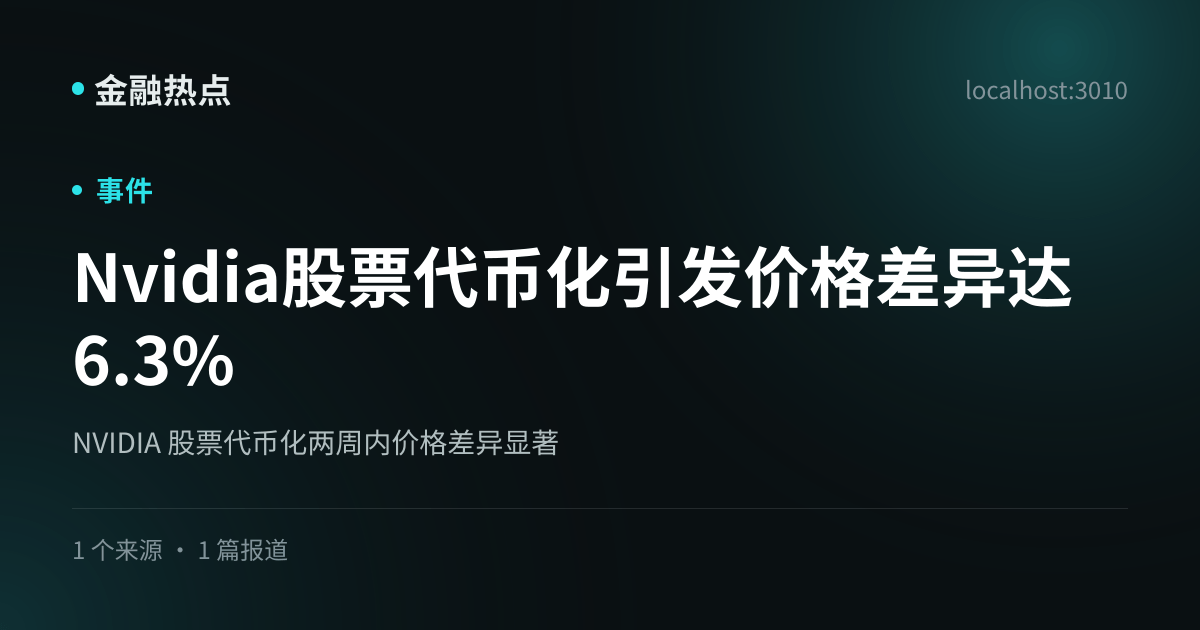 金融热点
localhost:3010
事件
Nvidia股票代币化引发价格差异达
6.3%
NVIDIA 股票代币化两周内价格差异显著
1 个来源 · 1 篇报道